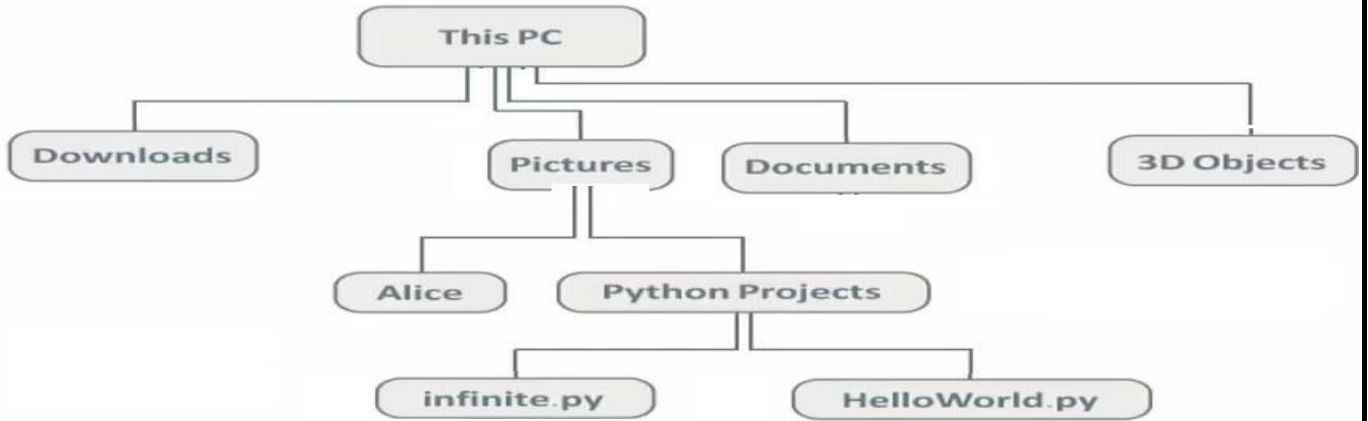 This PC
Downloads
Pictures
Documents
3D Objects
Alice
Python Projects
infinite.py
HelloWorld.py